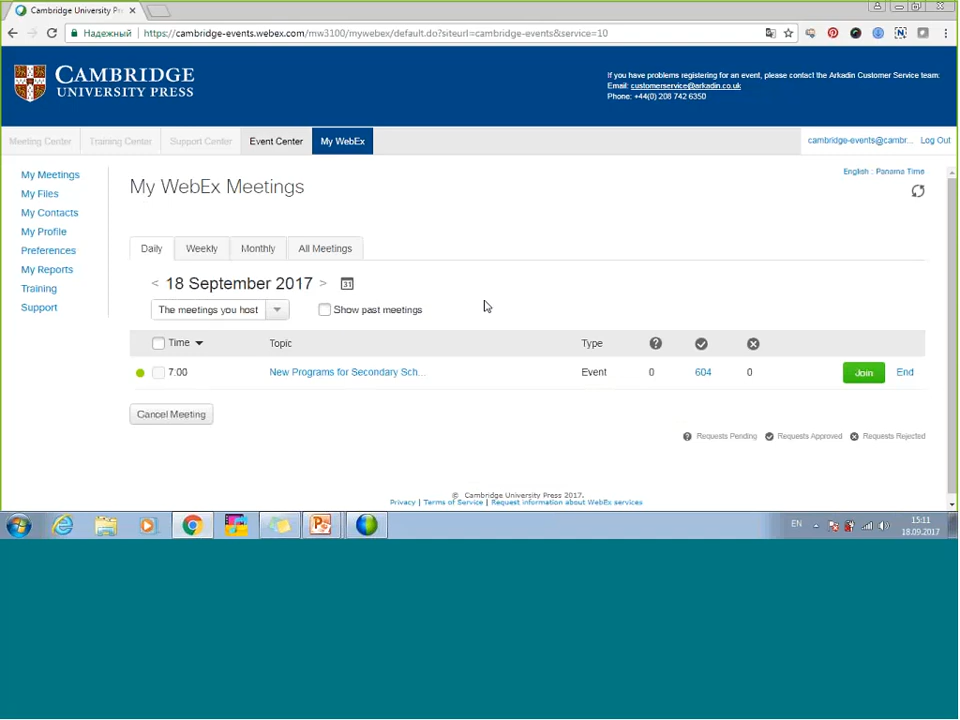 Cambridge University Pr
Надежный
https://cambridge-events.webex.com/mw3100/mywebex/default.do?siteurl=cambridge-events&service=10
CAMBRIDGE
UNIVERSITY PRESS
If you have problems registering for an event, please contact the Arkadin Customer Service team:
Email: customerservice@arkadin.co.uk
Phone: +44(0) 208 742 6350
Meeting Center Training Center Support Center Event Center My WebEx cambridge-events@cambr... Log Out
English : Panama Time
My Meetings
My Files
My Contacts
My Profile
Preferences
My Reports
Training
Support
My WebEx Meetings
Daily Weekly Monthly All Meetings
< 18 September 2017 > 31
The meetings you host Show past meetings
Time Topic Type ?
7:00 New Programs for Secondary Sch... Event 0 604 0 Join End
Cancel Meeting
? Requests Pending Requests Approved Requests Rejected
© Cambridge University Press 2017.
Privacy | Terms of Service | Request information about WebEx services
EN 15:11
18.09.2017